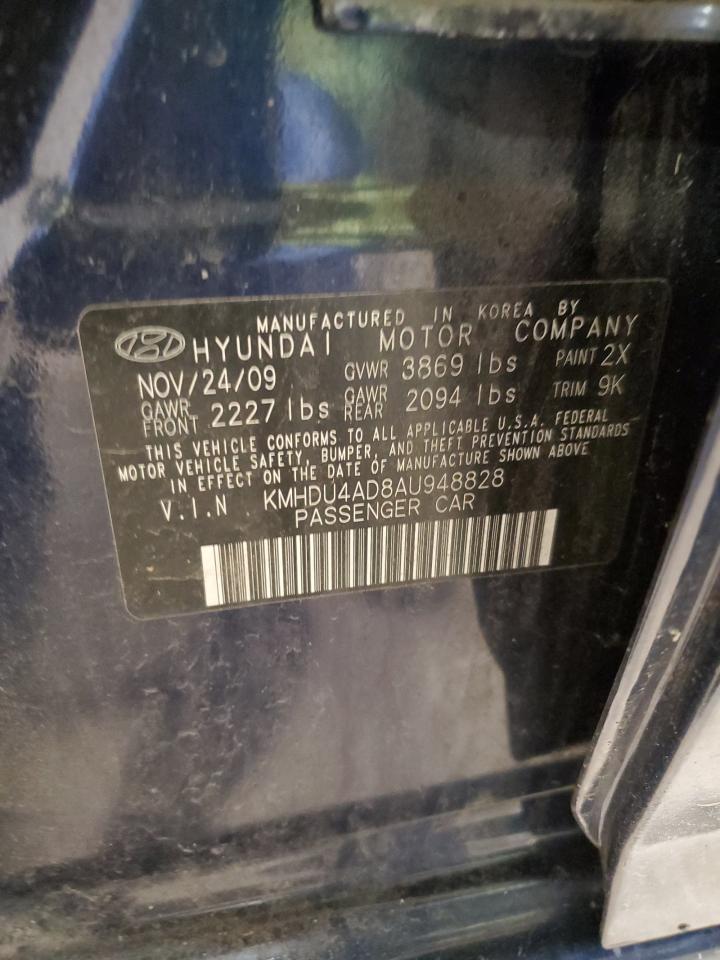 MANUFACTURED IN KOREA BY
HYUNDAI MOTOR COMPANY
NOV/24/09 GVWR 3869 lbs PAINT 2X
GAWR FRONT 2227 lbs GAWR REAR 2094 lbs TRIM 9K
THIS VEHICLE CONFORMS TO ALL APPLICABLE U.S.A. FEDERAL
MOTOR VEHICLE SAFETY, BUMPER, AND THEFT PREVENTION STANDARDS
IN EFFECT ON THE DATE OF MANUFACTURE SHOWN ABOVE
V.I.N KMHDU4AD8AU948828
PASSENGER CAR